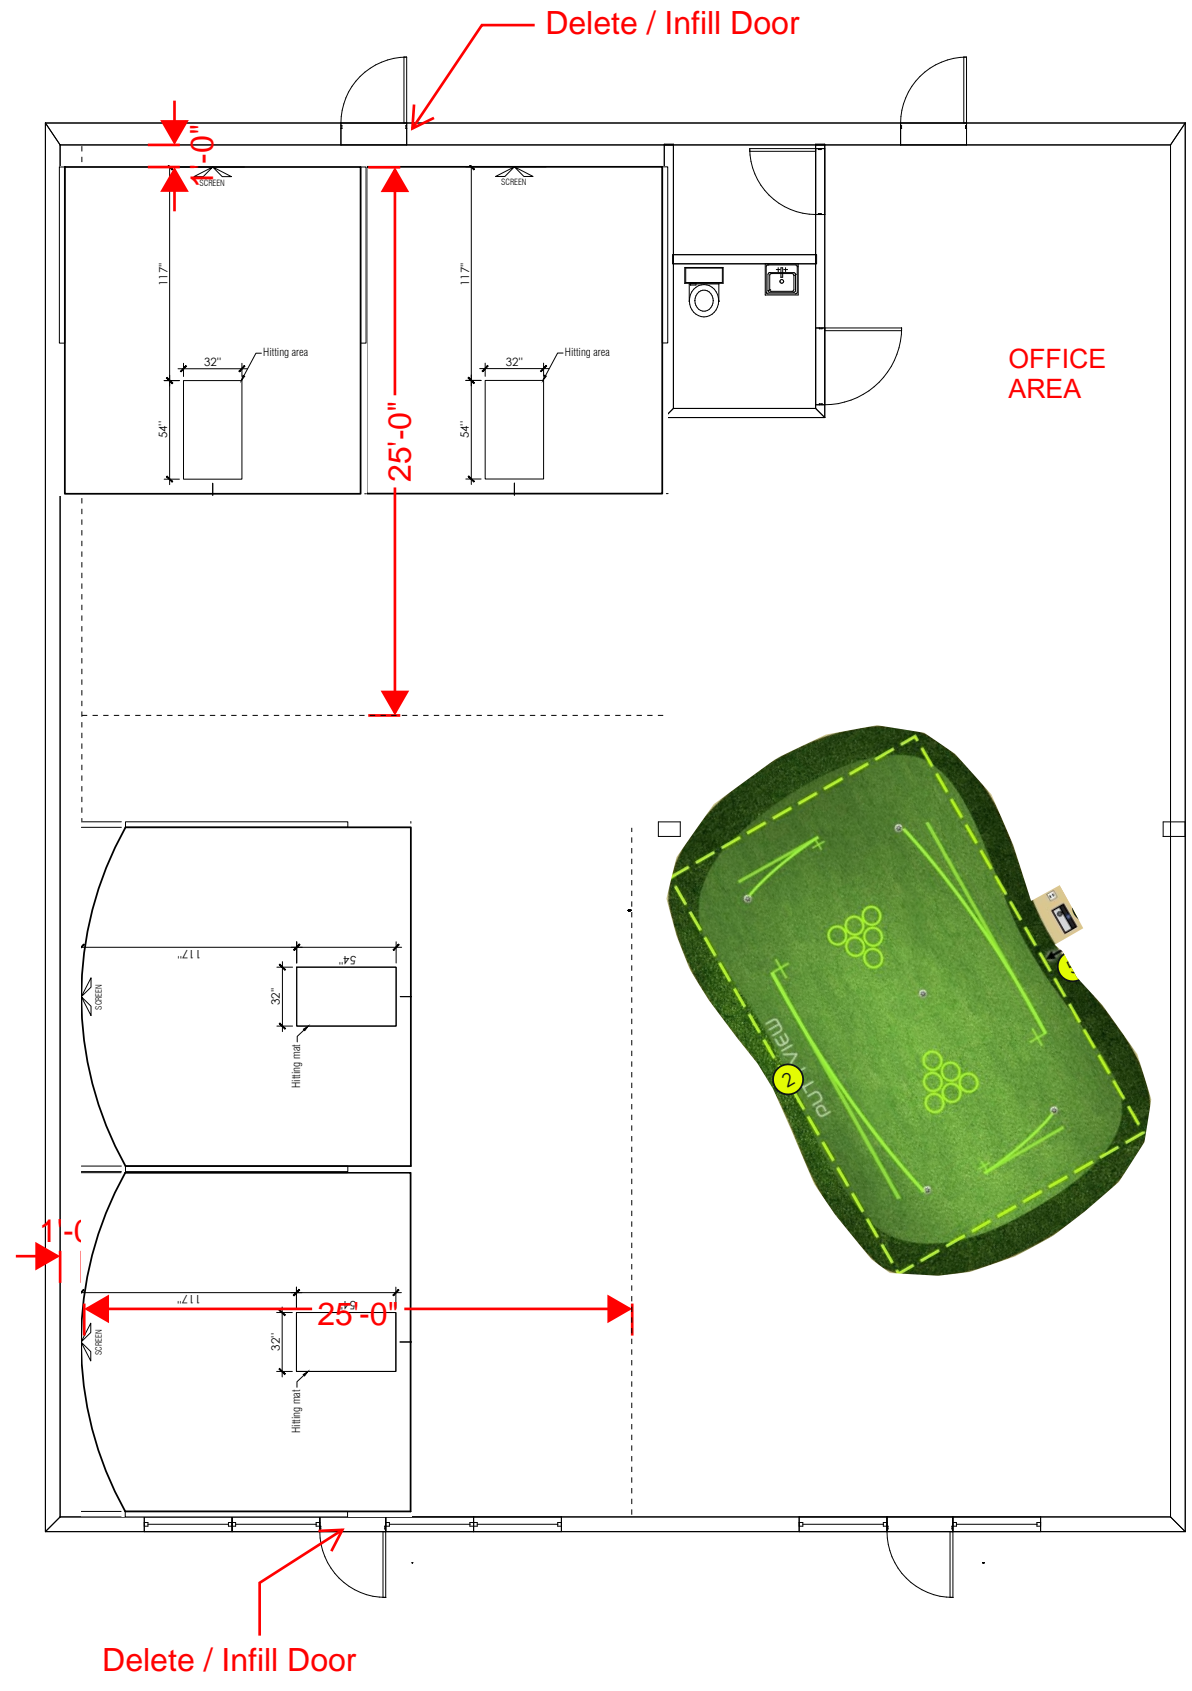 Delete / Infill Door
1'-0"
SCREEN
SCREEN
117"
117"
32"
Hitting area
32"
Hitting area
54"
54"
25'-0"
OFFICE
AREA
117"
54"
SCREEN
32"
Hitting mat
PUTTVIEW
2
1'-0
117"
54"
25'-0"
SCREEN
32"
Hitting mat
Delete / Infill Door